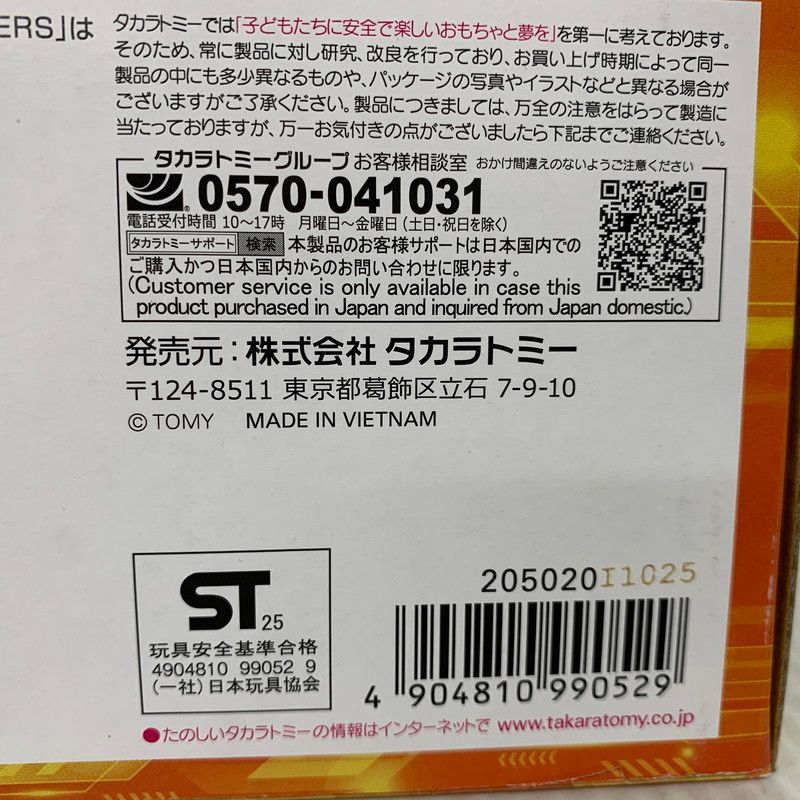 ERS」は
タカラトミーでは「子どもたちに安全で楽しいおもちゃと夢を」を第一に考えております。
そのため、常に製品に対し研究、改良を行っており、お買い上げ時期によって同一
製品の中にも多少異なるものや、パッケージの写真やイラストなどと異なる場合が
ございますがご了承ください。製品につきましては、万全の注意をはらって製造に
当たっておりますが、万一お気付きの点がございましたら下記までご連絡ください。
タカラトミーグループ お客様相談室 おかけ間違えのないようご注意ください
0570-041031
電話受付時間 10〜17時 月曜日〜金曜日(土日・祝日を除く)
タカラトミーサポート 検索 本製品のお客様サポートは日本国内での
ご購入かつ日本国内からのお問い合わせに限ります。
(Customer service is only available in case this
product purchased in Japan and inquired from Japan domestic.)
発売元:株式会社 タカラトミー
〒124-8511 東京都葛飾区立石 7-9-10
© TOMY MADE IN VIETNAM
205020I1025
ST 25
玩具安全基準合格
4904810 99052 9
(一社)日本玩具協会
4 904810 990529
●たのしいタカラトミーの情報はインターネットで www.takaratomy.co.jp